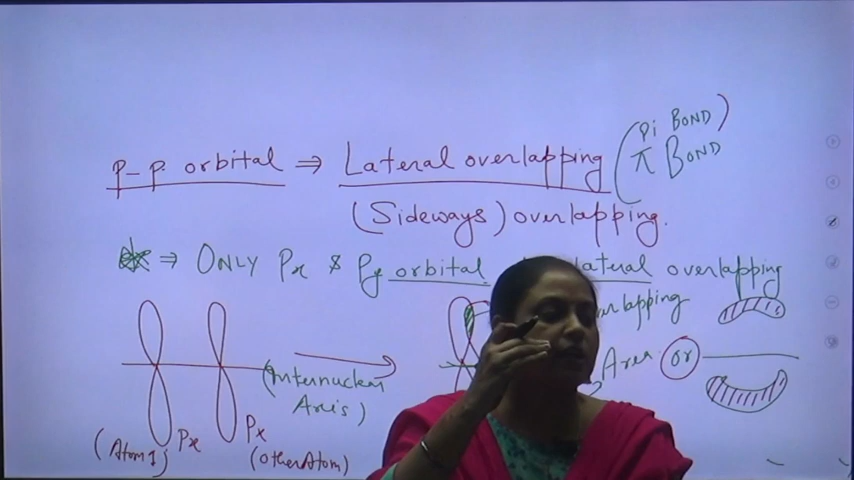 p-p orbital ⇒ Lateral overlapping (pi BOND)
π BOND
(Sideways) overlapping.
⇒ ONLY Px & Py orbital lateral overlapping
overlapping
(Internuclear Axis)
Area or
(Atom 1) Px
Px (Other Atom)